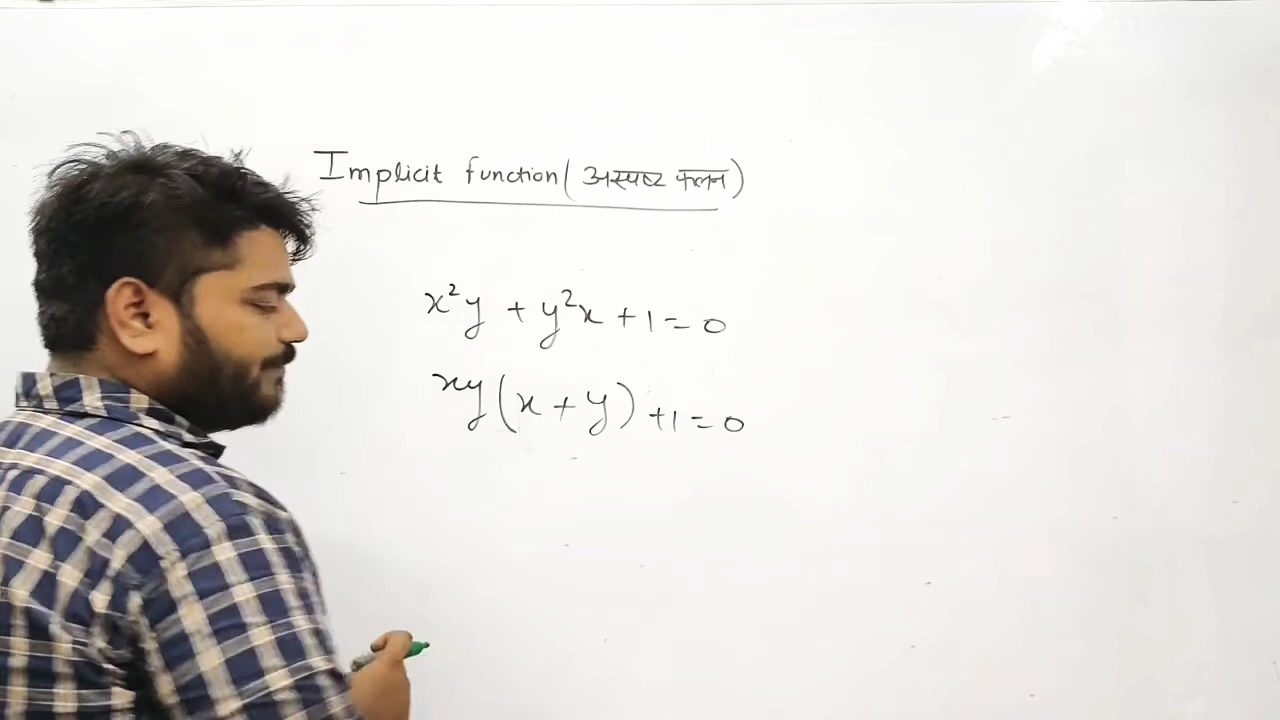 Implicit function (अस्पष्ट फलन)
x²y + y²x + 1 = 0
xy(x + y) + 1 = 0